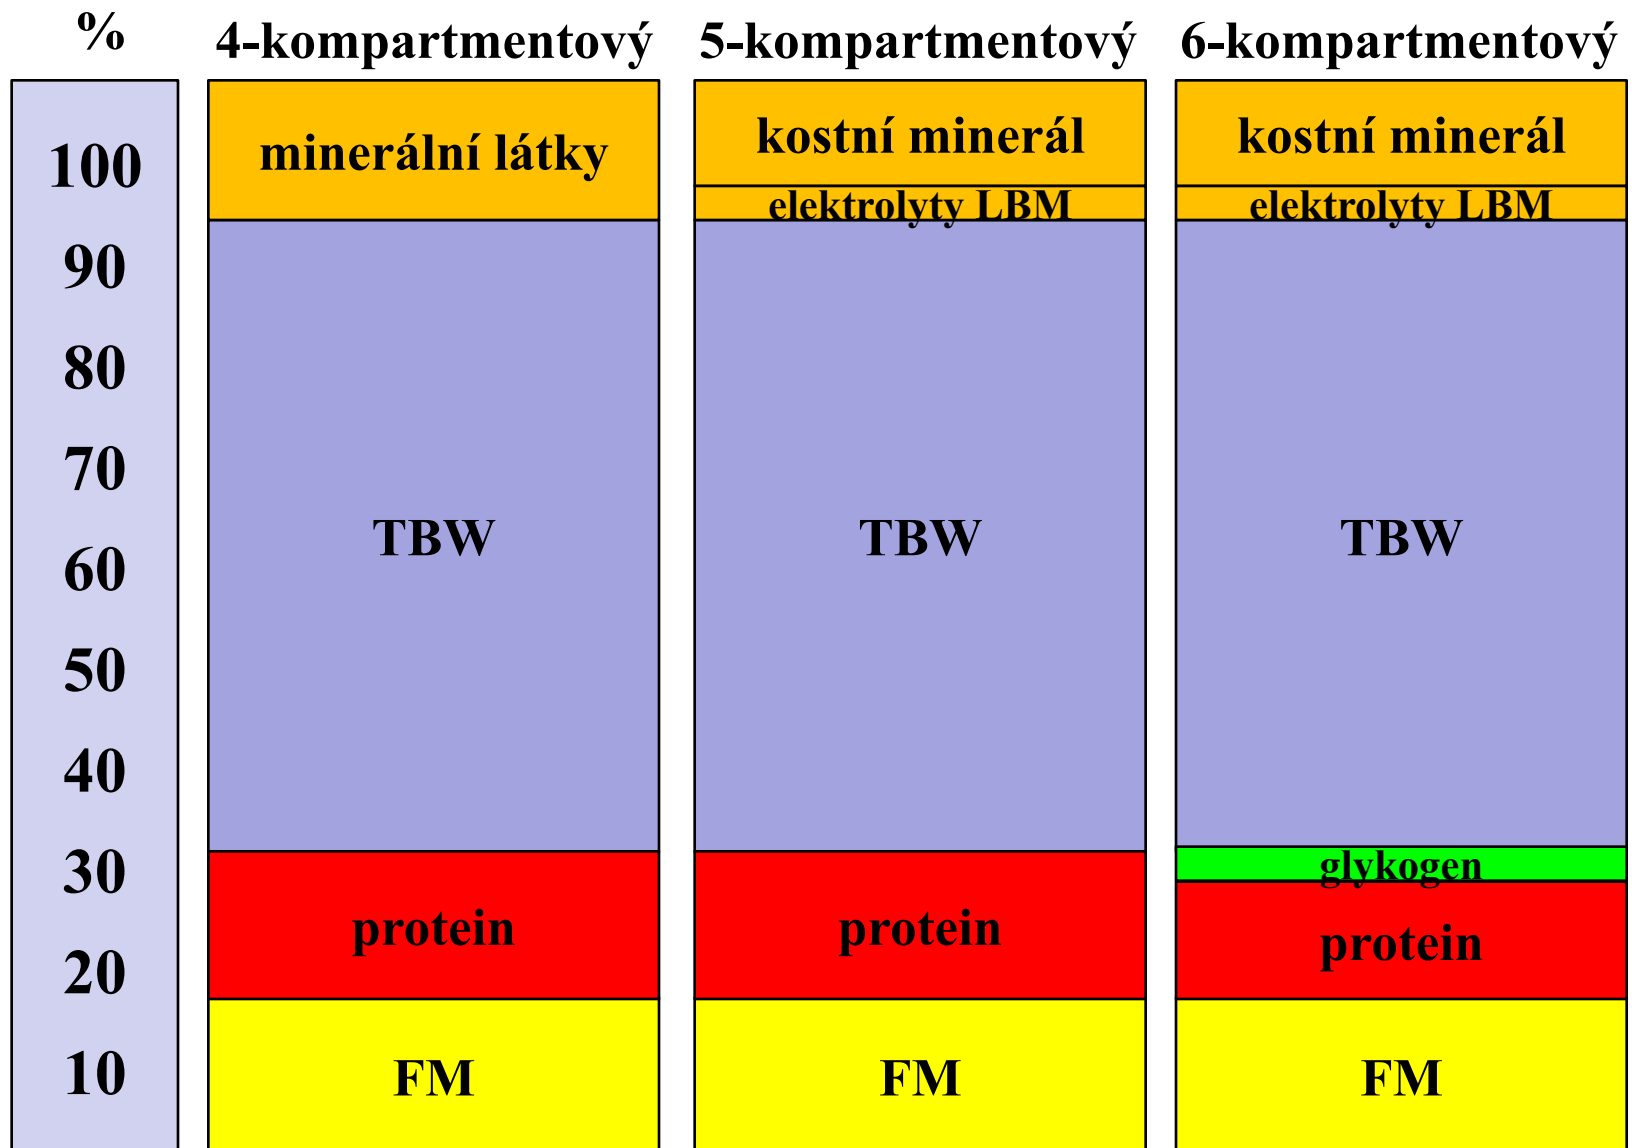 %
4-kompartmentový
5-kompartmentový
6-kompartmentový
100
90
80
70
60
50
40
30
20
10
minerální látky
TBW
protein
FM
kostní minerál
elektrolyty LBM
TBW
protein
FM
kostní minerál
elektrolyty LBM
TBW
glykogen
protein
FM